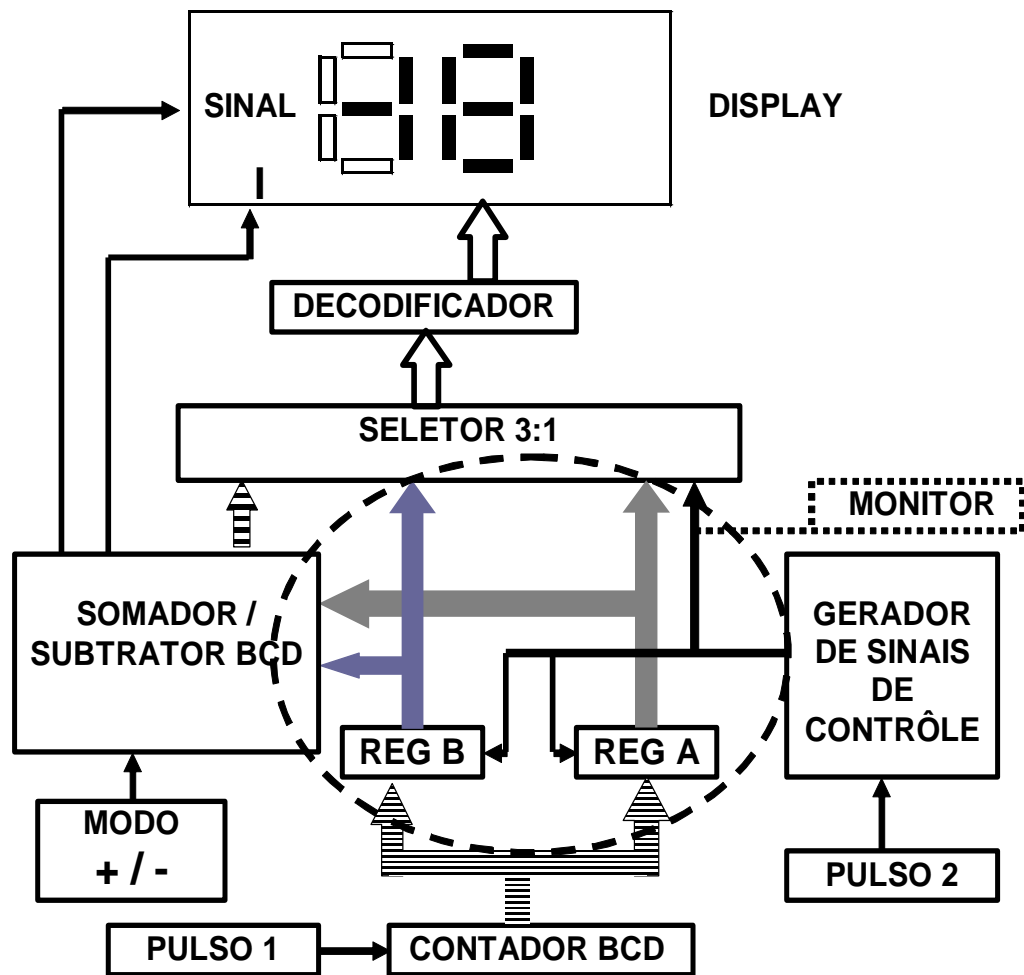 SINAL
DISPLAY
DECODIFICADOR
SELETOR 3:1
MONITOR
SOMADOR /
SUBTRATOR BCD
GERADOR
DE SINAIS
DE
CONTRÔLE
REG B
REG A
MODO
+ / -
PULSO 2
PULSO 1
CONTADOR BCD